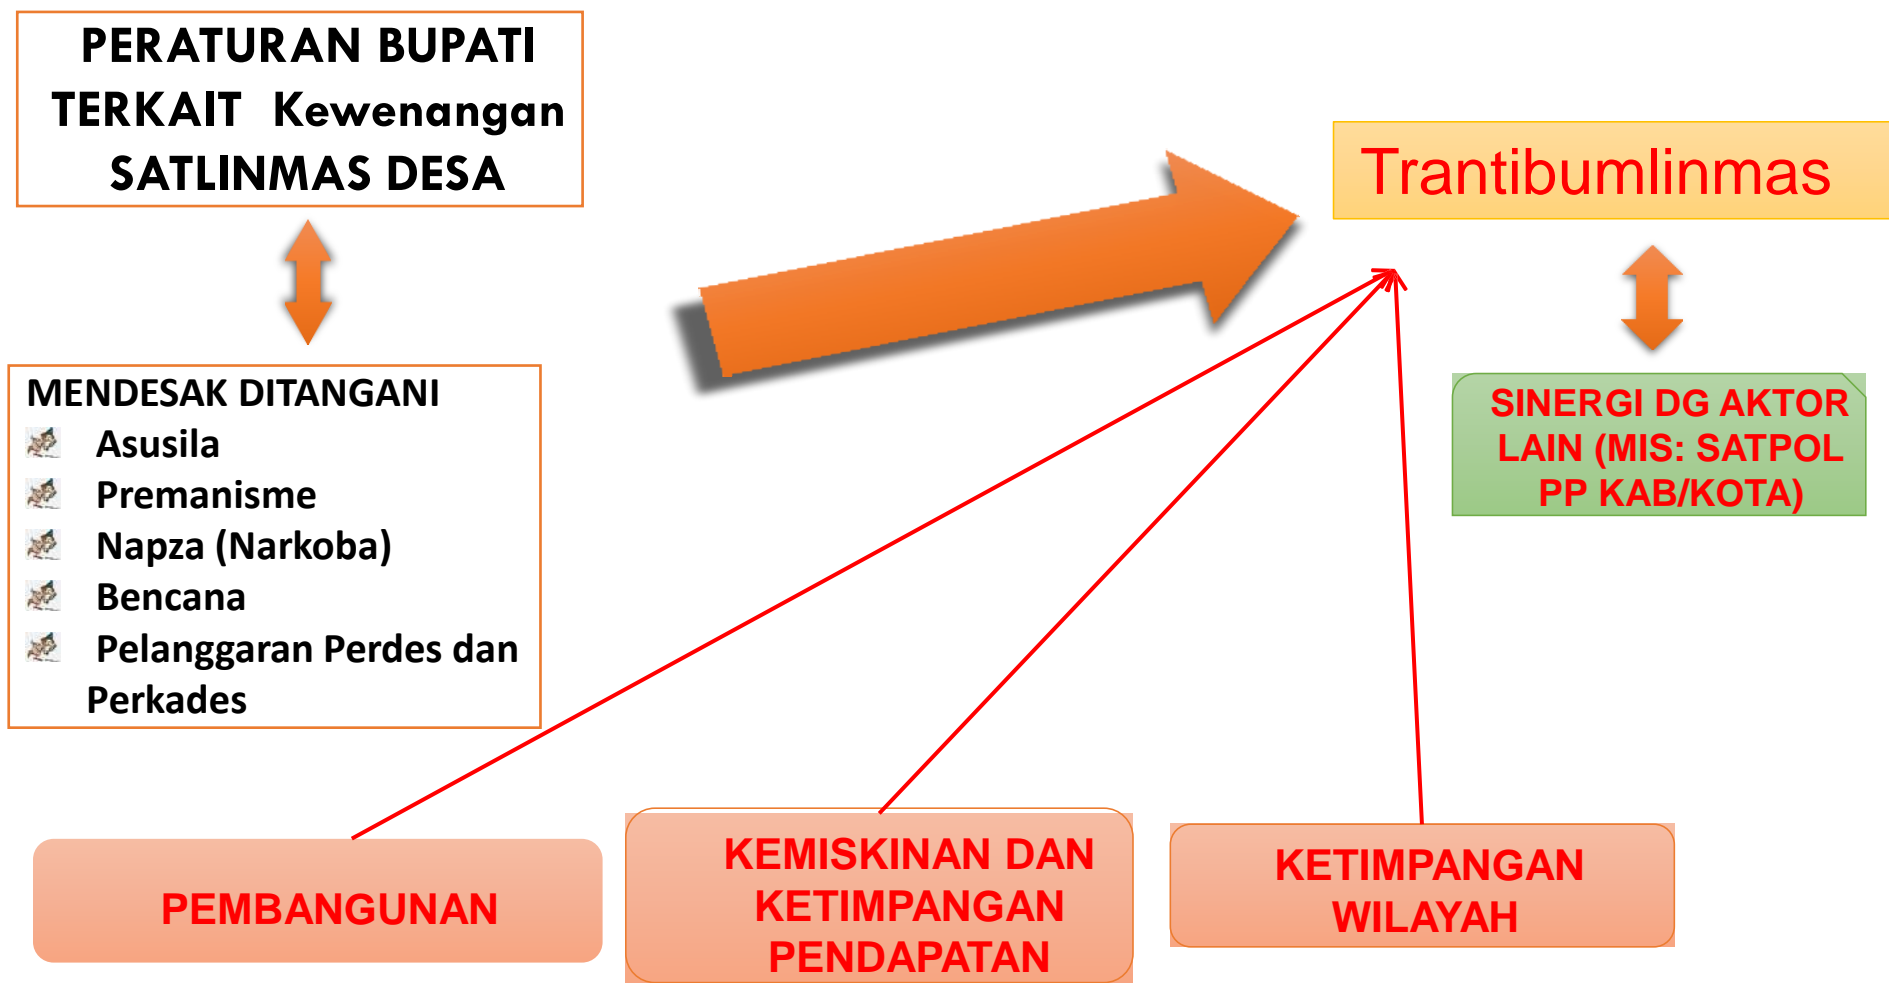 PERATURAN BUPATI
TERKAIT Kewenangan
SATLINMAS DESA
Trantibumlinmas
MENDESAK DITANGANI
Asusila
Premanisme
Napza (Narkoba)
Bencana
Pelanggaran Perdes dan
Perkades
SINERGI DG AKTOR
LAIN (MIS: SATPOL
PP KAB/KOTA)
PEMBANGUNAN
KEMISKINAN DAN
KETIMPANGAN
PENDAPATAN
KETIMPANGAN
WILAYAH